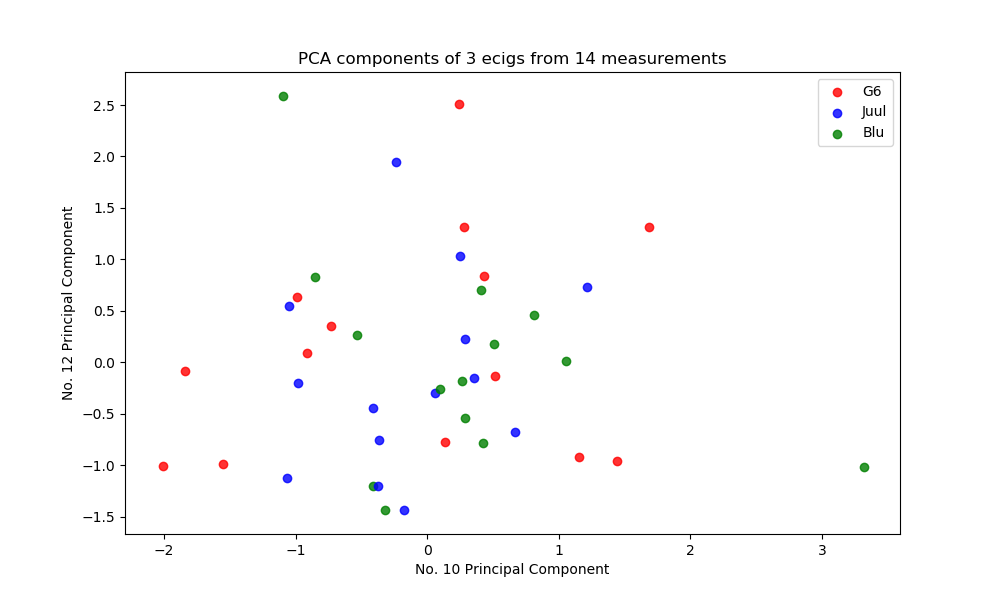 PCA components of 3 ecigs from 14 measurements
G6
Juul
Blu
2.5
2.0
1.5
1.0
0.5
0.0
−0.5
−1.0
−1.5
No. 12 Principal Component
−2 −1 0 1 2 3
No. 10 Principal Component